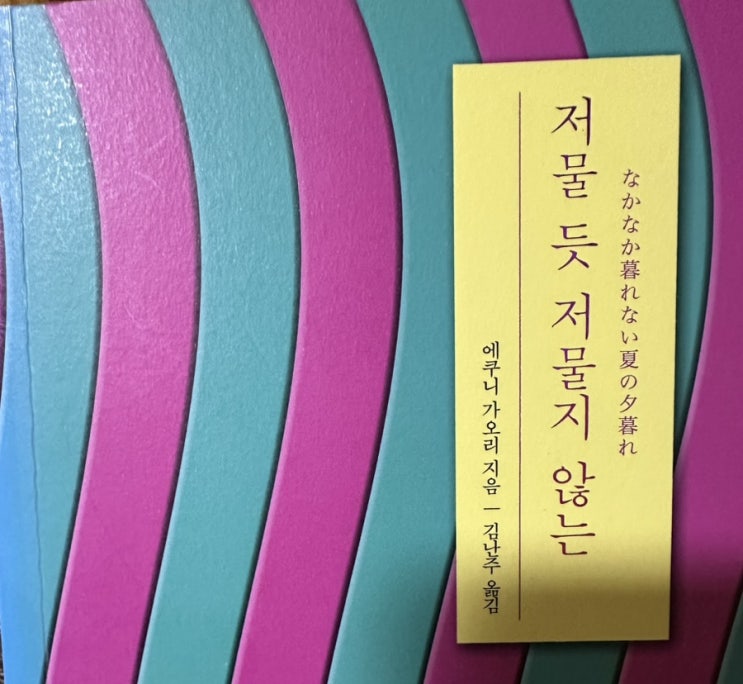 なかなか暮れない夏の夕暮れ
저물 듯 저물지 않는
에쿠니 가오리 지음 | 김난주 옮김